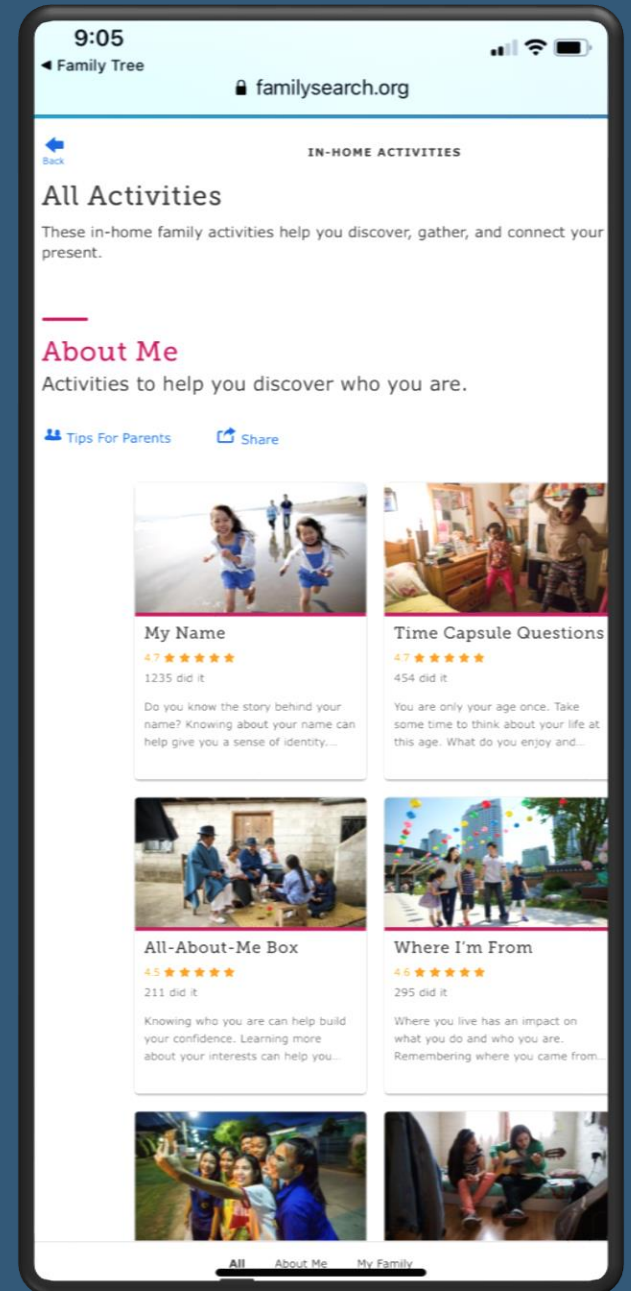 9:05
◀ Family Tree
familysearch.org
Back
IN-HOME ACTIVITIES
All Activities
These in-home family activities help you discover, gather, and connect your
present.
About Me
Activities to help you discover who you are.
Tips For Parents
Share
My Name
4.7 ★★★★★
1235 did it
Do you know the story behind your
name? Knowing about your name can
help give you a sense of identity....
Time Capsule Questions
4.7 ★★★★★
454 did it
You are only your age once. Take
some time to think about your life at
this age. What do you enjoy and...
All-About-Me Box
4.5 ★★★★★
211 did it
Knowing who you are can help build
your confidence. Learning more
about your interests can help you...
Where I'm From
4.6 ★★★★★
295 did it
Where you live has an impact on
what you do and who you are.
Remembering where you came from...
All About Me My Family